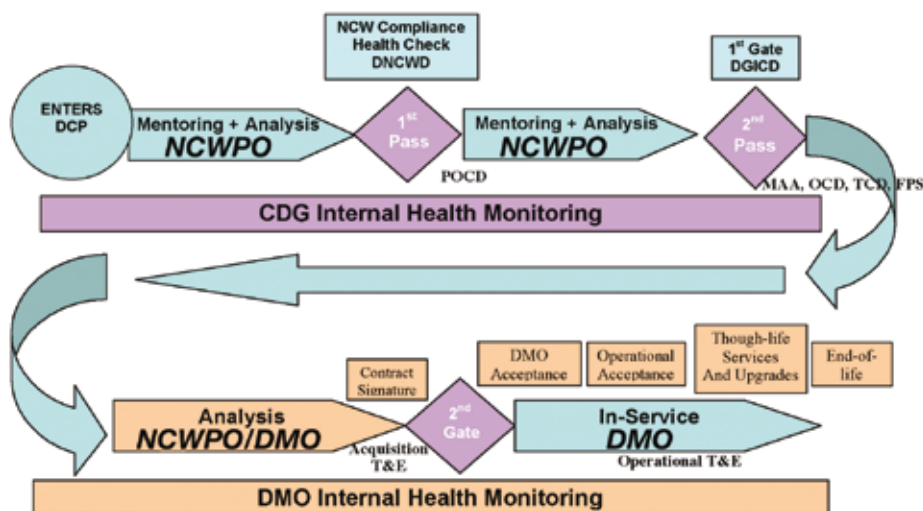 NCW Compliance
Health Check
DNCWD
1st Gate
DGICD
ENTERS
DCP
Mentoring + Analysis
NCWPO
1st
Pass
Mentoring + Analysis
NCWPO
2nd
Pass
POCD
MAA, OCD, TCD, FPS
CDG Internal Health Monitoring
Contract
Signature
DMO
Acceptance
Operational
Acceptance
Though-life
Services
And Upgrades
End-of-
life
Analysis
NCWPO/DMO
2nd
Gate
In-Service
DMO
Acquisition
T&E
Operational T&E
DMO Internal Health Monitoring